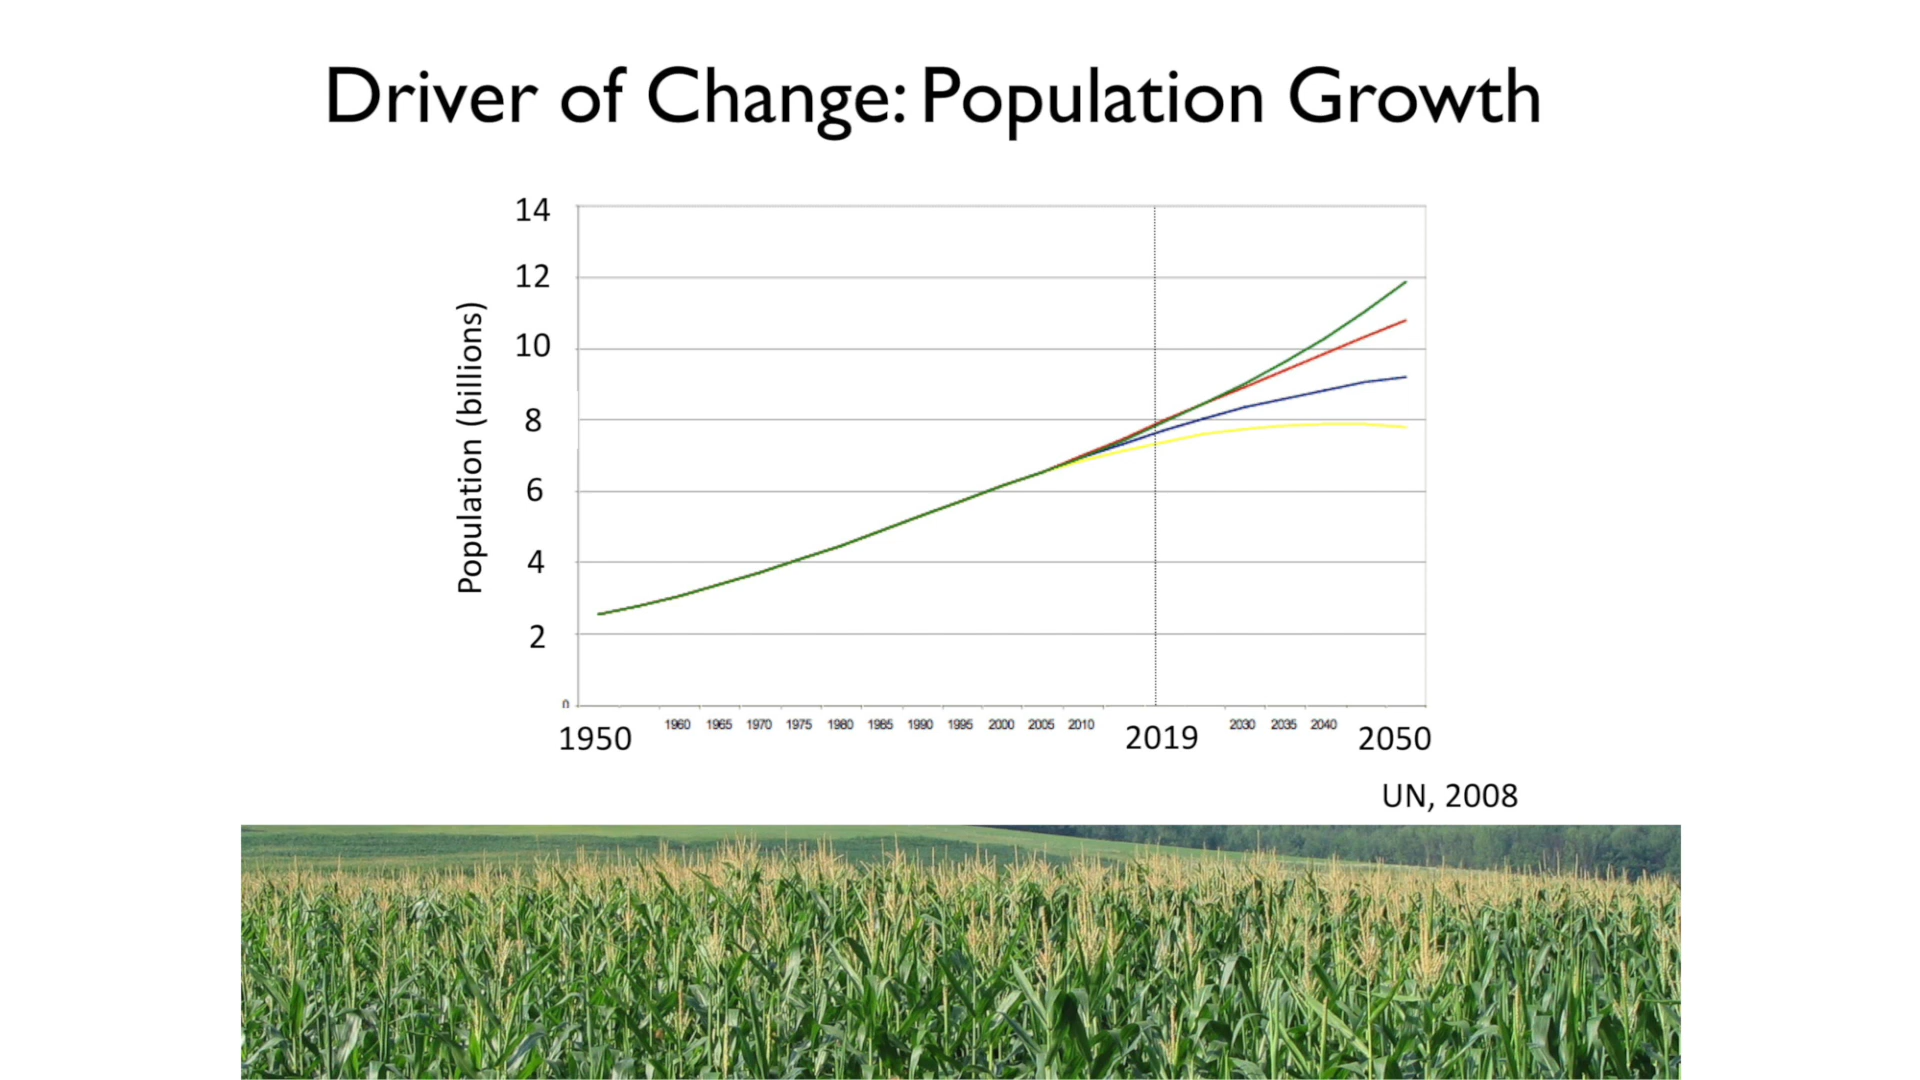 Driver of Change: Population Growth
Population (billions)
14
12
10
8
6
4
2
0
1960 1965 1970 1975 1980 1985 1990 1995 2000 2005 2010 2030 2035 2040
1950 2019 2050
UN, 2008